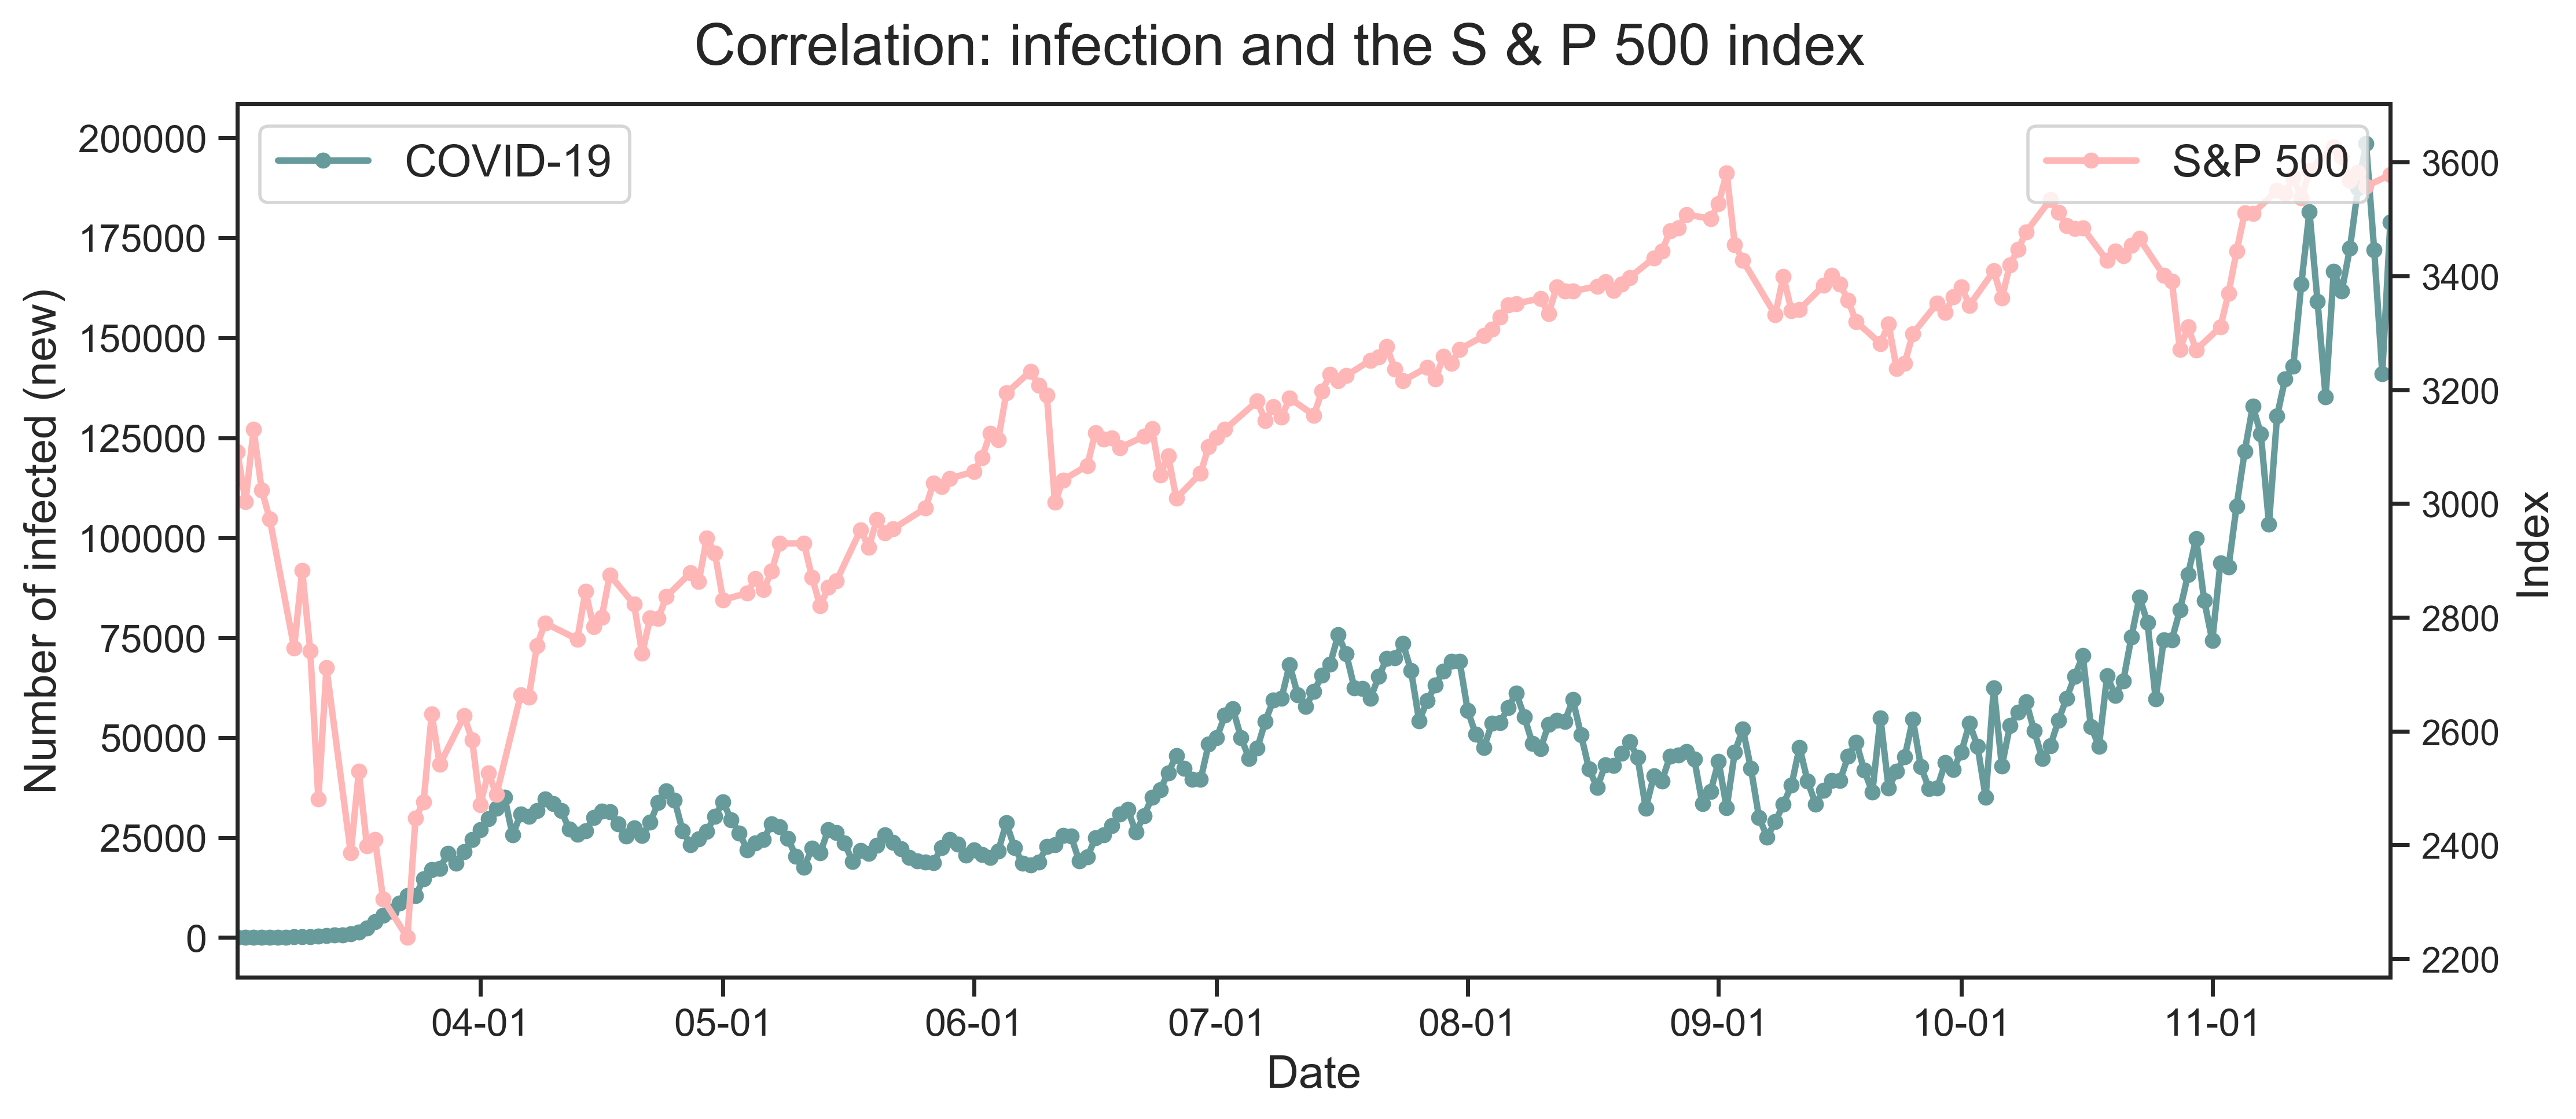 Correlation: infection and the S & P 500 index
COVID-19
S&P 500
Number of infected (new)
200000
175000
150000
125000
100000
75000
50000
25000
0
3600
3400
3200
3000
2800
2600
2400
2200
Index
04-01 05-01 06-01 07-01 08-01 09-01 10-01 11-01
Date